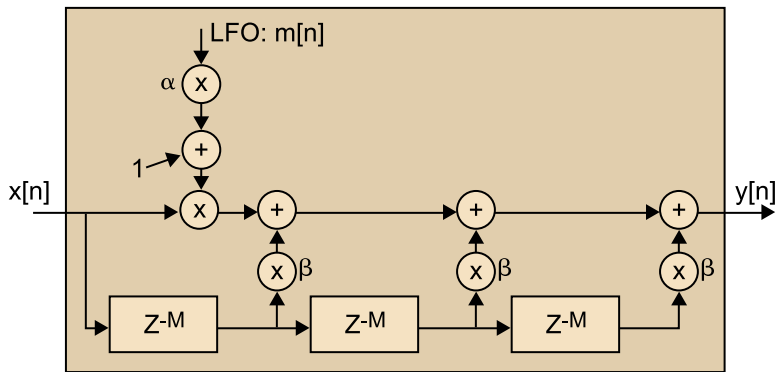 LFO: m[n]
α
x
+
1
x[n]
x
+
+
+
y[n]
x
β
x
β
x
β
Z-M
Z-M
Z-M